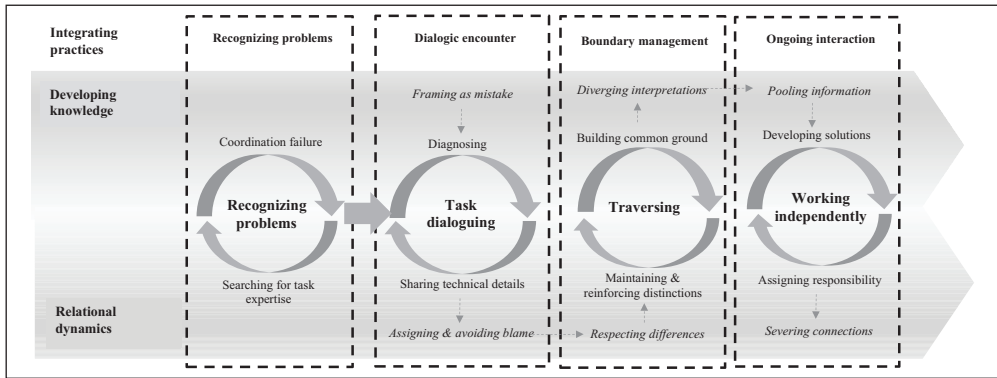 Integrating
practices
Recognizing problems
Dialogic encounter
Boundary management
Ongoing interaction
Developing
knowledge
Framing as mistake
Diverging interpretations
Pooling information
Coordination failure
Diagnosing
Building common ground
Developing solutions
Recognizing
problems
Task
dialoguing
Traversing
Working
independently
Searching for task
expertise
Sharing technical details
Maintaining &
reinforcing distinctions
Assigning responsibility
Relational
dynamics
Assigning & avoiding blame
Respecting differences
Severing connections